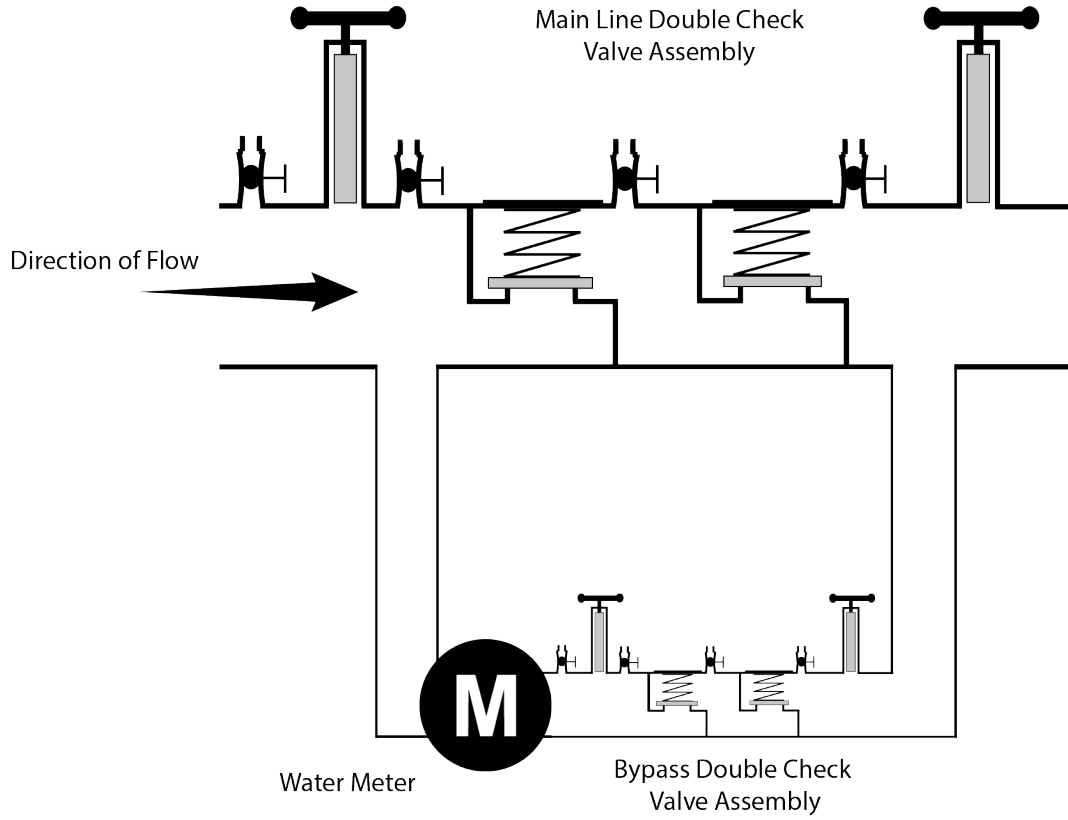 Main Line Double Check
Valve Assembly
Direction of Flow
M
Water Meter
Bypass Double Check
Valve Assembly